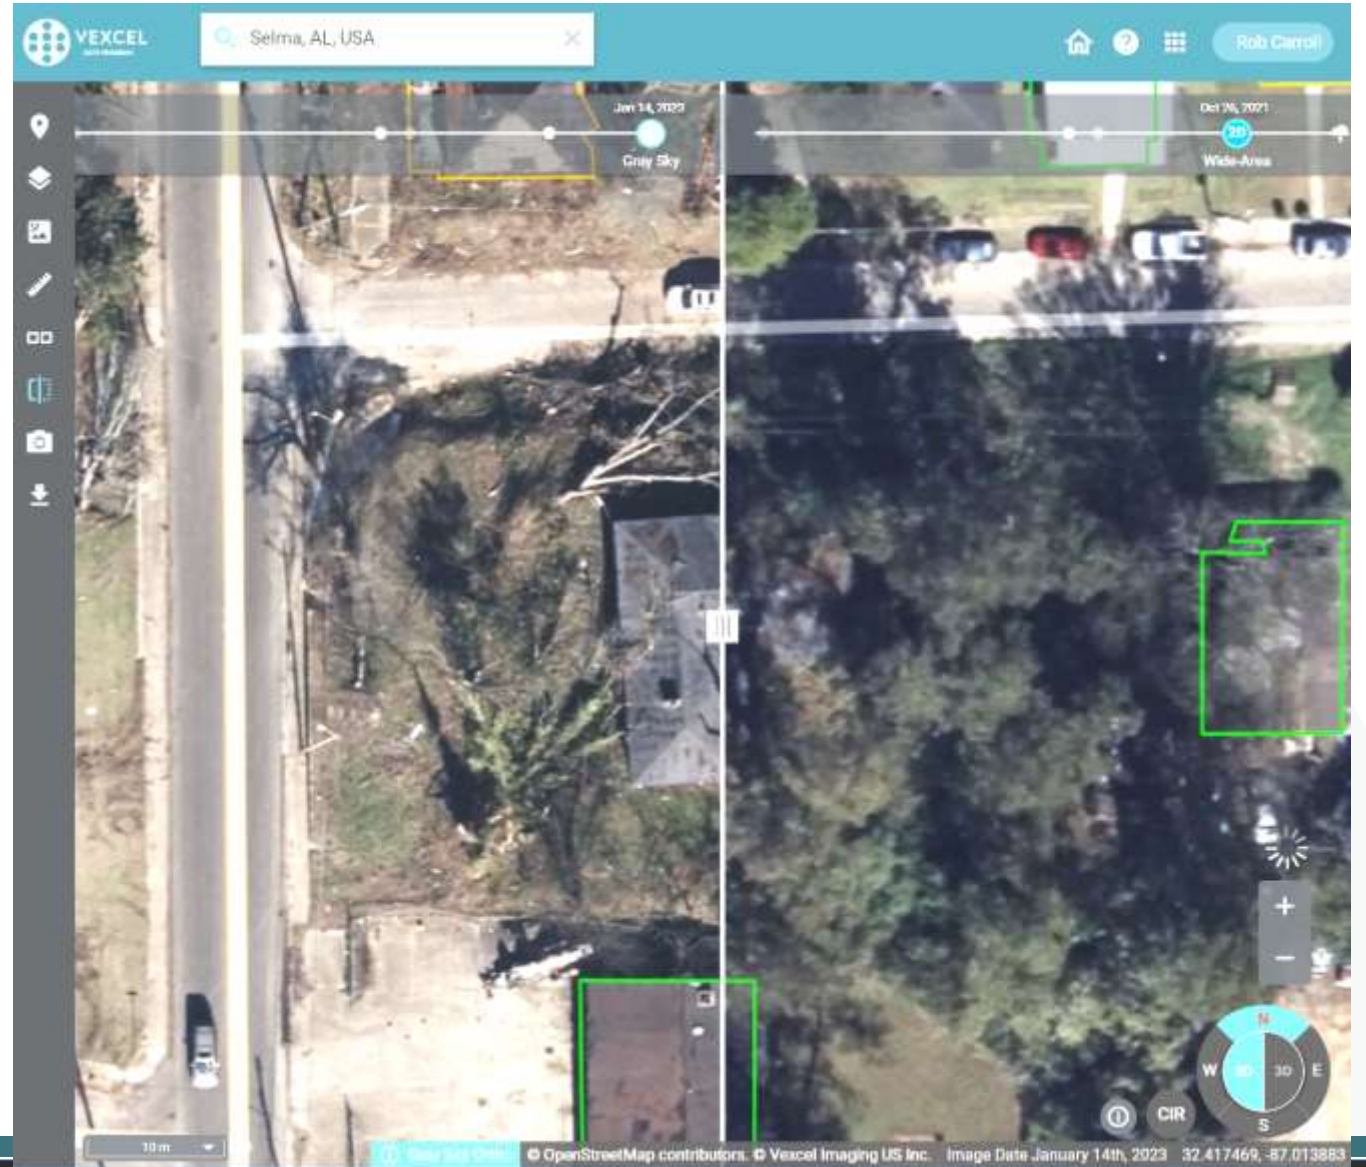 VEXCEL
Selma, AL, USA
Rob Carroll
Jan 14, 2023
Gray Sky
Oct 26, 2021
2D
Wide-Area
N
W
3D
E
S
CIR
10 m
© OpenStreetMap contributors. © Vexcel Imaging US Inc. Image Date January 14th, 2023 32.417469, -87.013883